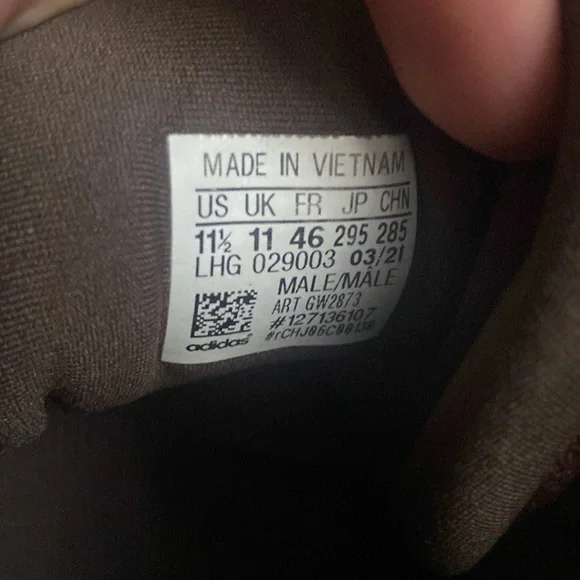 MADE IN VIETNAM
US UK FR JP CHN
11½ 11 46 295 285
LHG 029003 03/21
MALE/MÂLE
ART GW2873
#127136107
adidas